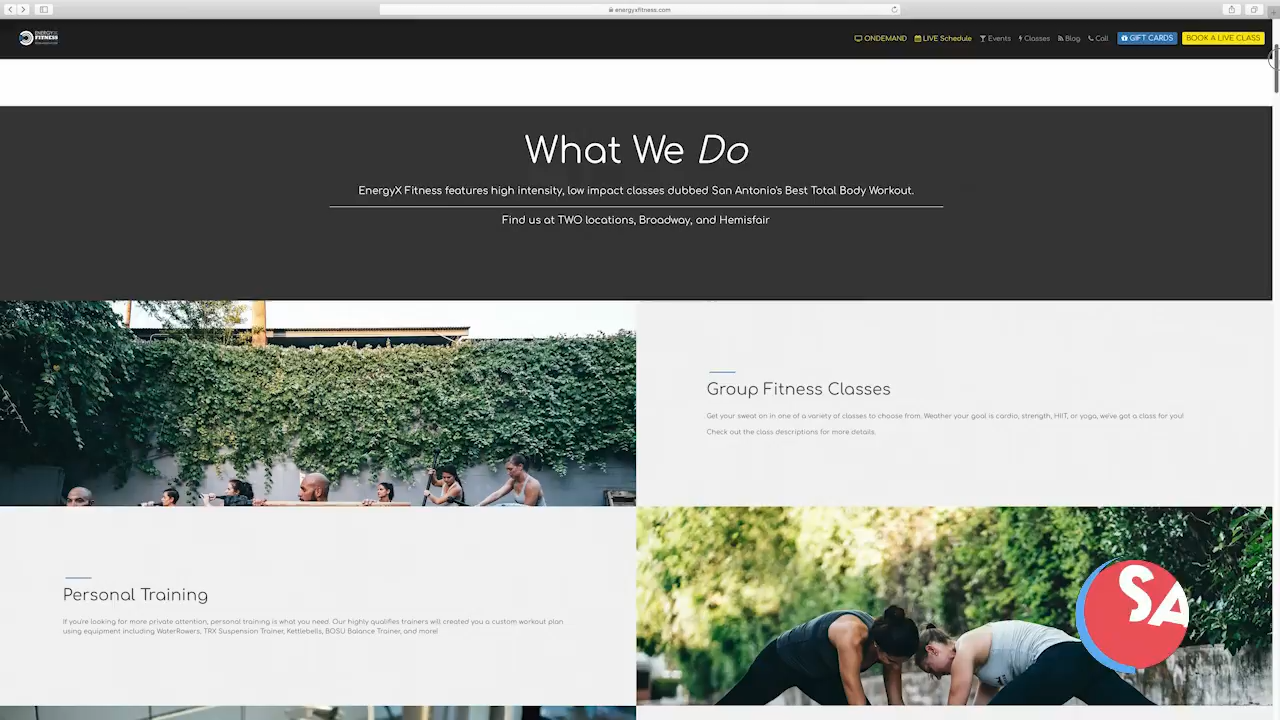 energyxfitness.com
ENERGYX FITNESS
ONDEMAND LIVE Schedule Events Classes Blog Call GIFT CARDS BOOK A LIVE CLASS
What We Do
EnergyX Fitness features high intensity, low impact classes dubbed San Antonio's Best Total Body Workout.
Find us at TWO locations, Broadway, and Hemisfair
Group Fitness Classes
Get your sweat on in one of a variety of classes to choose from. Weather your goal is cardio, strength, HIIT, or yoga, we've got a class for you!
Check out the class descriptions for more details.
Personal Training
If you're looking for more private attention, personal training is what you need. Our highly qualifies trainers will created you a custom workout plan
using equipment including WaterRowers, TRX Suspension Trainer, Kettlebells, BOSU Balance Trainer, and more!
SA